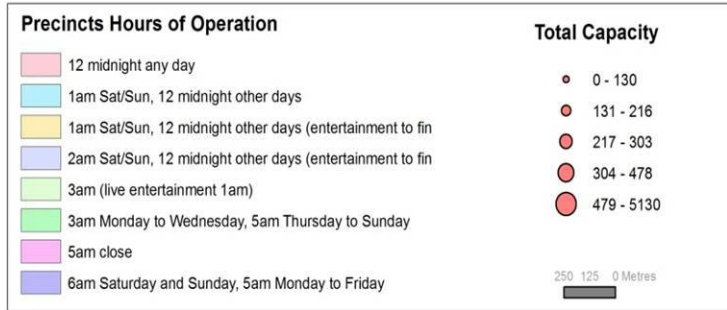 Precincts Hours of Operation
12 midnight any day
1am Sat/Sun, 12 midnight other days
1am Sat/Sun, 12 midnight other days (entertainment to fin
2am Sat/Sun, 12 midnight other days (entertainment to fin
3am (live entertainment 1am)
3am Monday to Wednesday, 5am Thursday to Sunday
5am close
6am Saturday and Sunday, 5am Monday to Friday
Total Capacity
0 - 130
131 - 216
217 - 303
304 - 478
479 - 5130
250 125 0 Metres